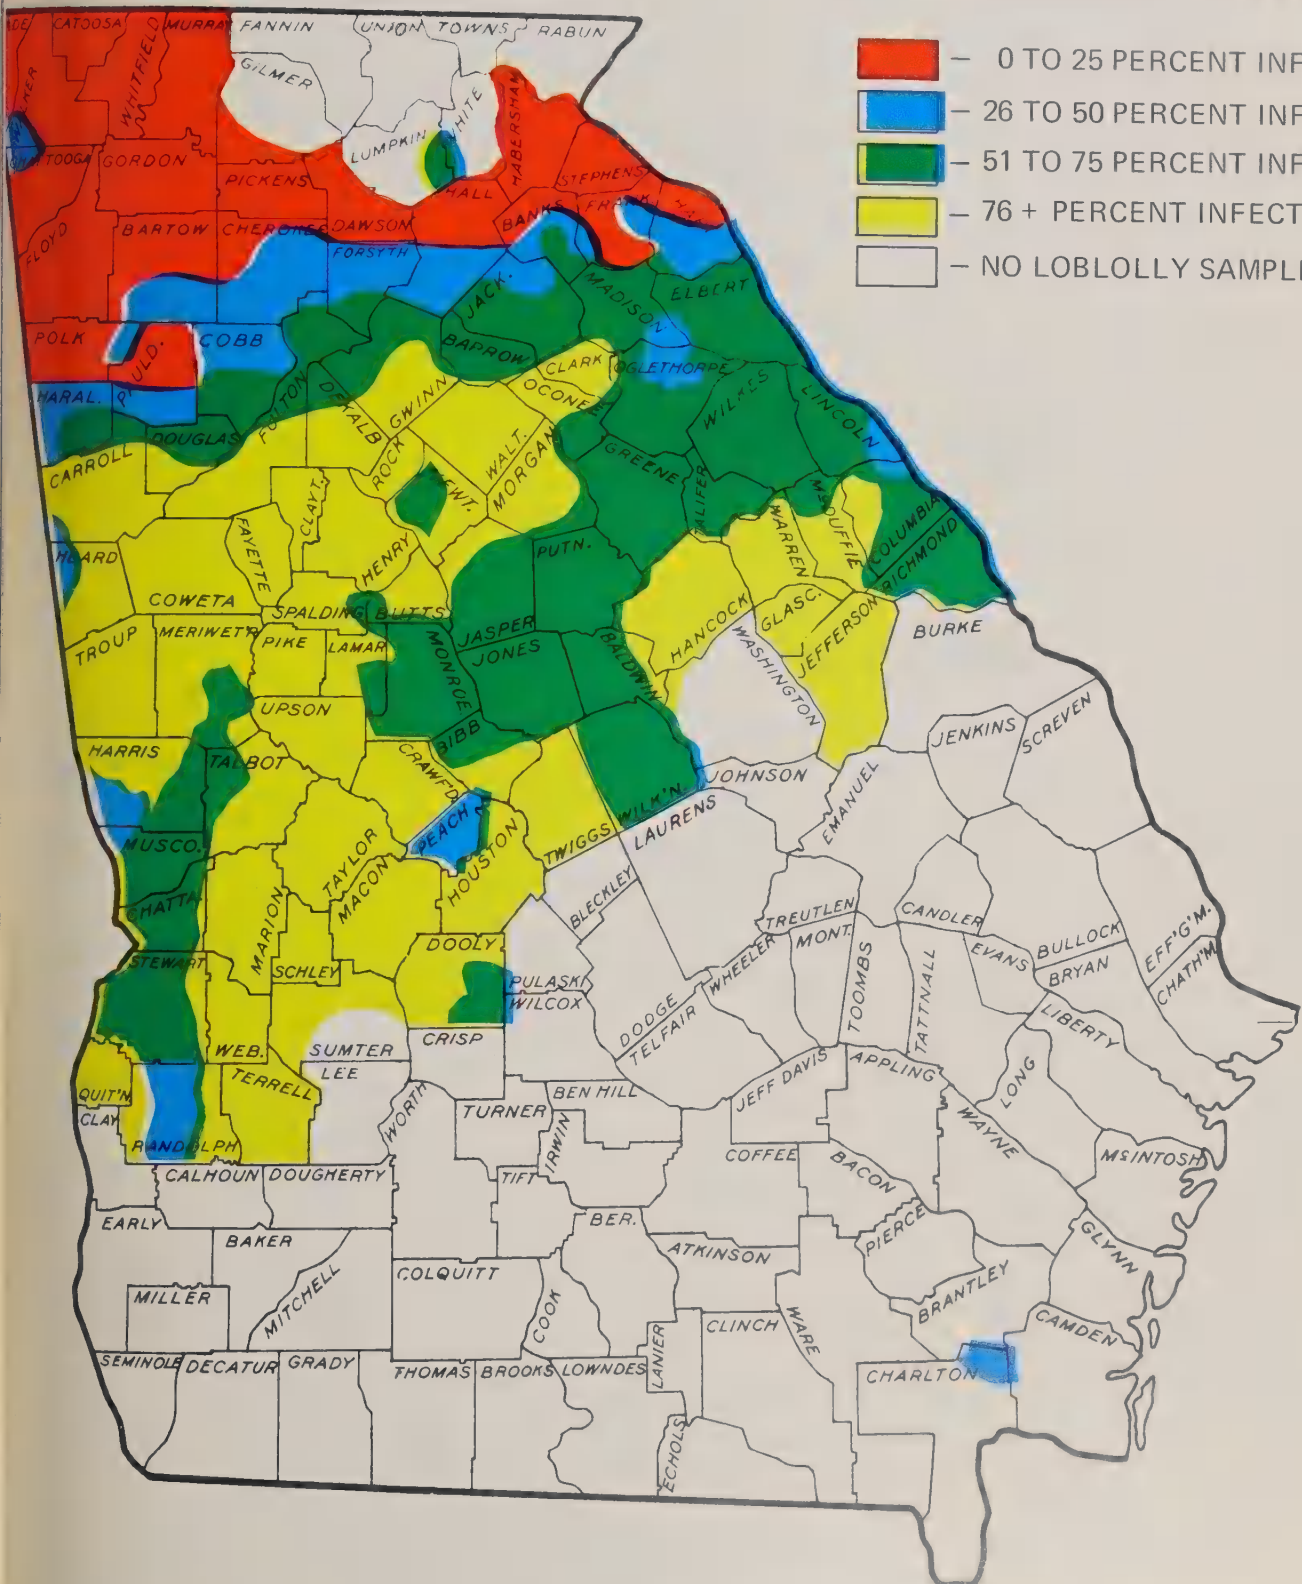 – 0 TO 25 PERCENT INF
– 26 TO 50 PERCENT INF
– 51 TO 75 PERCENT INF
– 76 + PERCENT INFECT
– NO LOBLOLLY SAMPLE
DE
CATOOSA
MURRAY
FANNIN
UNION
TOWNS
RABUN
KER
WHITFIELD
GILMER
WHITE
HABERSHAM
LUMPKIN
CHATTOOGA
GORDON
PICKENS
HALL
STEPHENS
BANKS
FRANK
FLOYD
BARTOW
CHEROKEE
DAWSON
FORSYTH
JACK.
MADISON
ELBERT
POLK
PAULD.
COBB
BARROW
CLARK
OGLETHORPE
HARAL.
FULTON
DEKALB
GWINN
OCONEE
WILKES
LINCOLN
DOUGLAS
CARROLL
ROCK
WALT.
MORGAN
GREENE
CLAYT.
NEWT.
TALIFER
McDUFFIE
COLUMBIA
HEARD
FAYETTE
HENRY
PUTN.
WARREN
RICHMOND
COWETA
SPALDING
BUTTS
JASPER
HANCOCK
GLASC.
JEFFERSON
BURKE
TROUP
MERIWET'R
PIKE
LAMAR
MONROE
JONES
BALDWIN
WASHINGTON
UPSON
BIBB
JENKINS
SCREVEN
HARRIS
TALBOT
CRAWF'D
WILK'N.
JOHNSON
EMANUEL
MUSCO.
TAYLOR
PEACH
HOUSTON
TWIGGS
LAURENS
CHATTA.
MARION
MACON
BLECKLEY
TREUTLEN
CANDLER
BULLOCK
EFF'G'M.
STEWART
SCHLEY
DOOLY
PULASKI
WHEELER
MONT.
TOOMBS
TATTNALL
EVANS
BRYAN
CHATH'M.
WILCOX
DODGE
TELFAIR
LIBERTY
WEB.
SUMTER
CRISP
QUIT'N.
TERRELL
LEE
WORTH
TURNER
BEN HILL
JEFF DAVIS
APPLING
LONG
CLAY
RANDOLPH
IRWIN
WAYNE
CALHOUN
DOUGHERTY
TIFT
COFFEE
BACON
McINTOSH
EARLY
BAKER
BER.
ATKINSON
PIERCE
GLYNN
MILLER
MITCHELL
COLQUITT
COOK
LANIER
CLINCH
WARE
BRANTLEY
CAMDEN
SEMINOLE
DECATUR
GRADY
THOMAS
BROOKS
LOWNDES
ECHOLS
CHARLTON